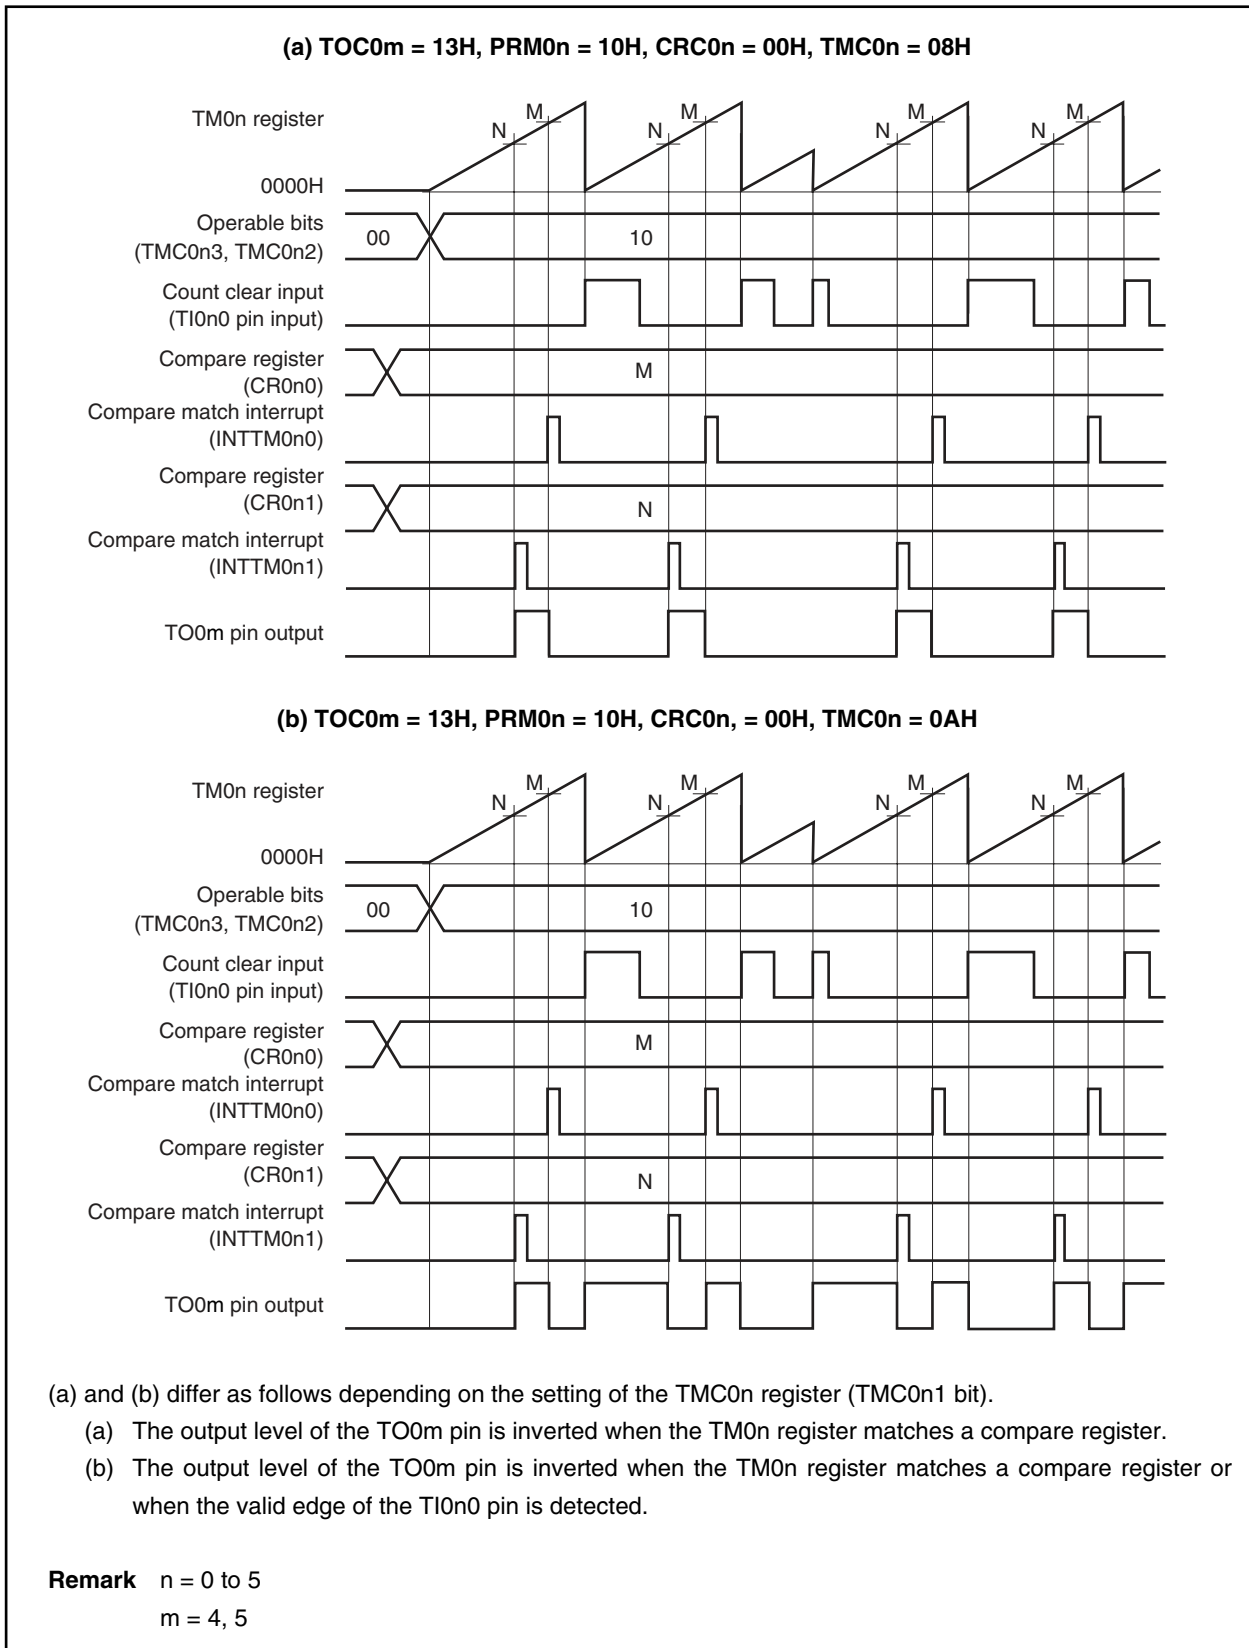 (a) TOC0m = 13H, PRM0n = 10H, CRC0n = 00H, TMC0n = 08H
TM0n register
N
M
N
M
N
M
N
M
0000H
Operable bits
(TMC0n3, TMC0n2)
00
10
Count clear input
(TI0n0 pin input)
Compare register
(CR0n0)
M
Compare match interrupt
(INTTM0n0)
Compare register
(CR0n1)
N
Compare match interrupt
(INTTM0n1)
TO0m pin output
(b) TOC0m = 13H, PRM0n = 10H, CRC0n, = 00H, TMC0n = 0AH
TM0n register
N
M
N
M
N
M
N
M
0000H
Operable bits
(TMC0n3, TMC0n2)
00
10
Count clear input
(TI0n0 pin input)
Compare register
(CR0n0)
M
Compare match interrupt
(INTTM0n0)
Compare register
(CR0n1)
N
Compare match interrupt
(INTTM0n1)
TO0m pin output
(a) and (b) differ as follows depending on the setting of the TMC0n register (TMC0n1 bit).
(a) The output level of the TO0m pin is inverted when the TM0n register matches a compare register.
(b) The output level of the TO0m pin is inverted when the TM0n register matches a compare register or
when the valid edge of the TI0n0 pin is detected.
Remark n = 0 to 5
m = 4, 5